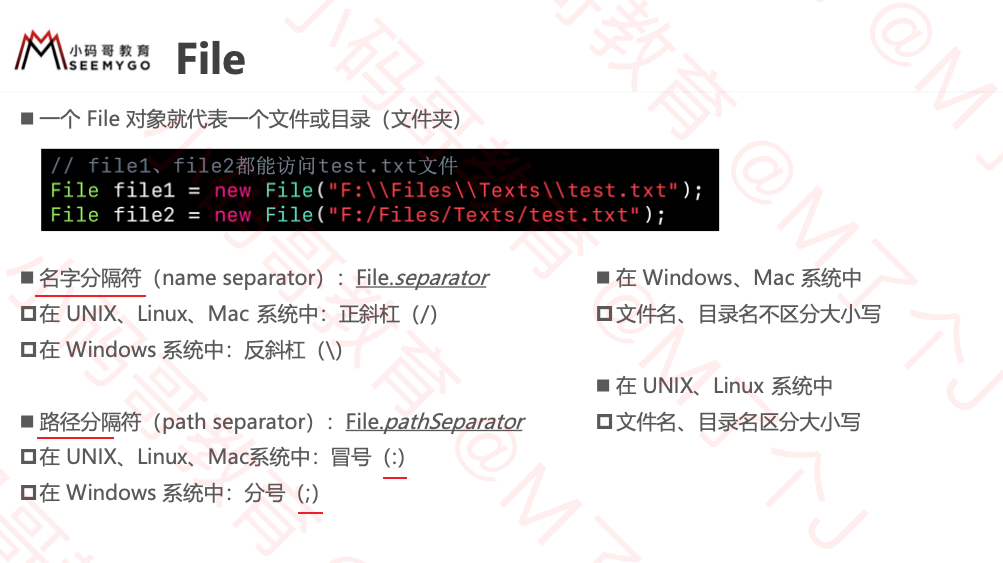 小码哥教育
SEEMYGO
File
一个 File 对象就代表一个文件或目录（文件夹）
// file1、file2都能访问test.txt文件
File file1 = new File("F:\\Files\\Texts\\test.txt");
File file2 = new File("F:/Files/Texts/test.txt");
名字分隔符（name separator）：File.separator
在 UNIX、Linux、Mac 系统中：正斜杠（/）
在 Windows 系统中：反斜杠（\）
路径分隔符（path separator）：File.pathSeparator
在 UNIX、Linux、Mac系统中：冒号（:）
在 Windows 系统中：分号（;）
在 Windows、Mac 系统中
文件名、目录名不区分大小写
在 UNIX、Linux 系统中
文件名、目录名区分大小写
小码哥教育 @M了个J